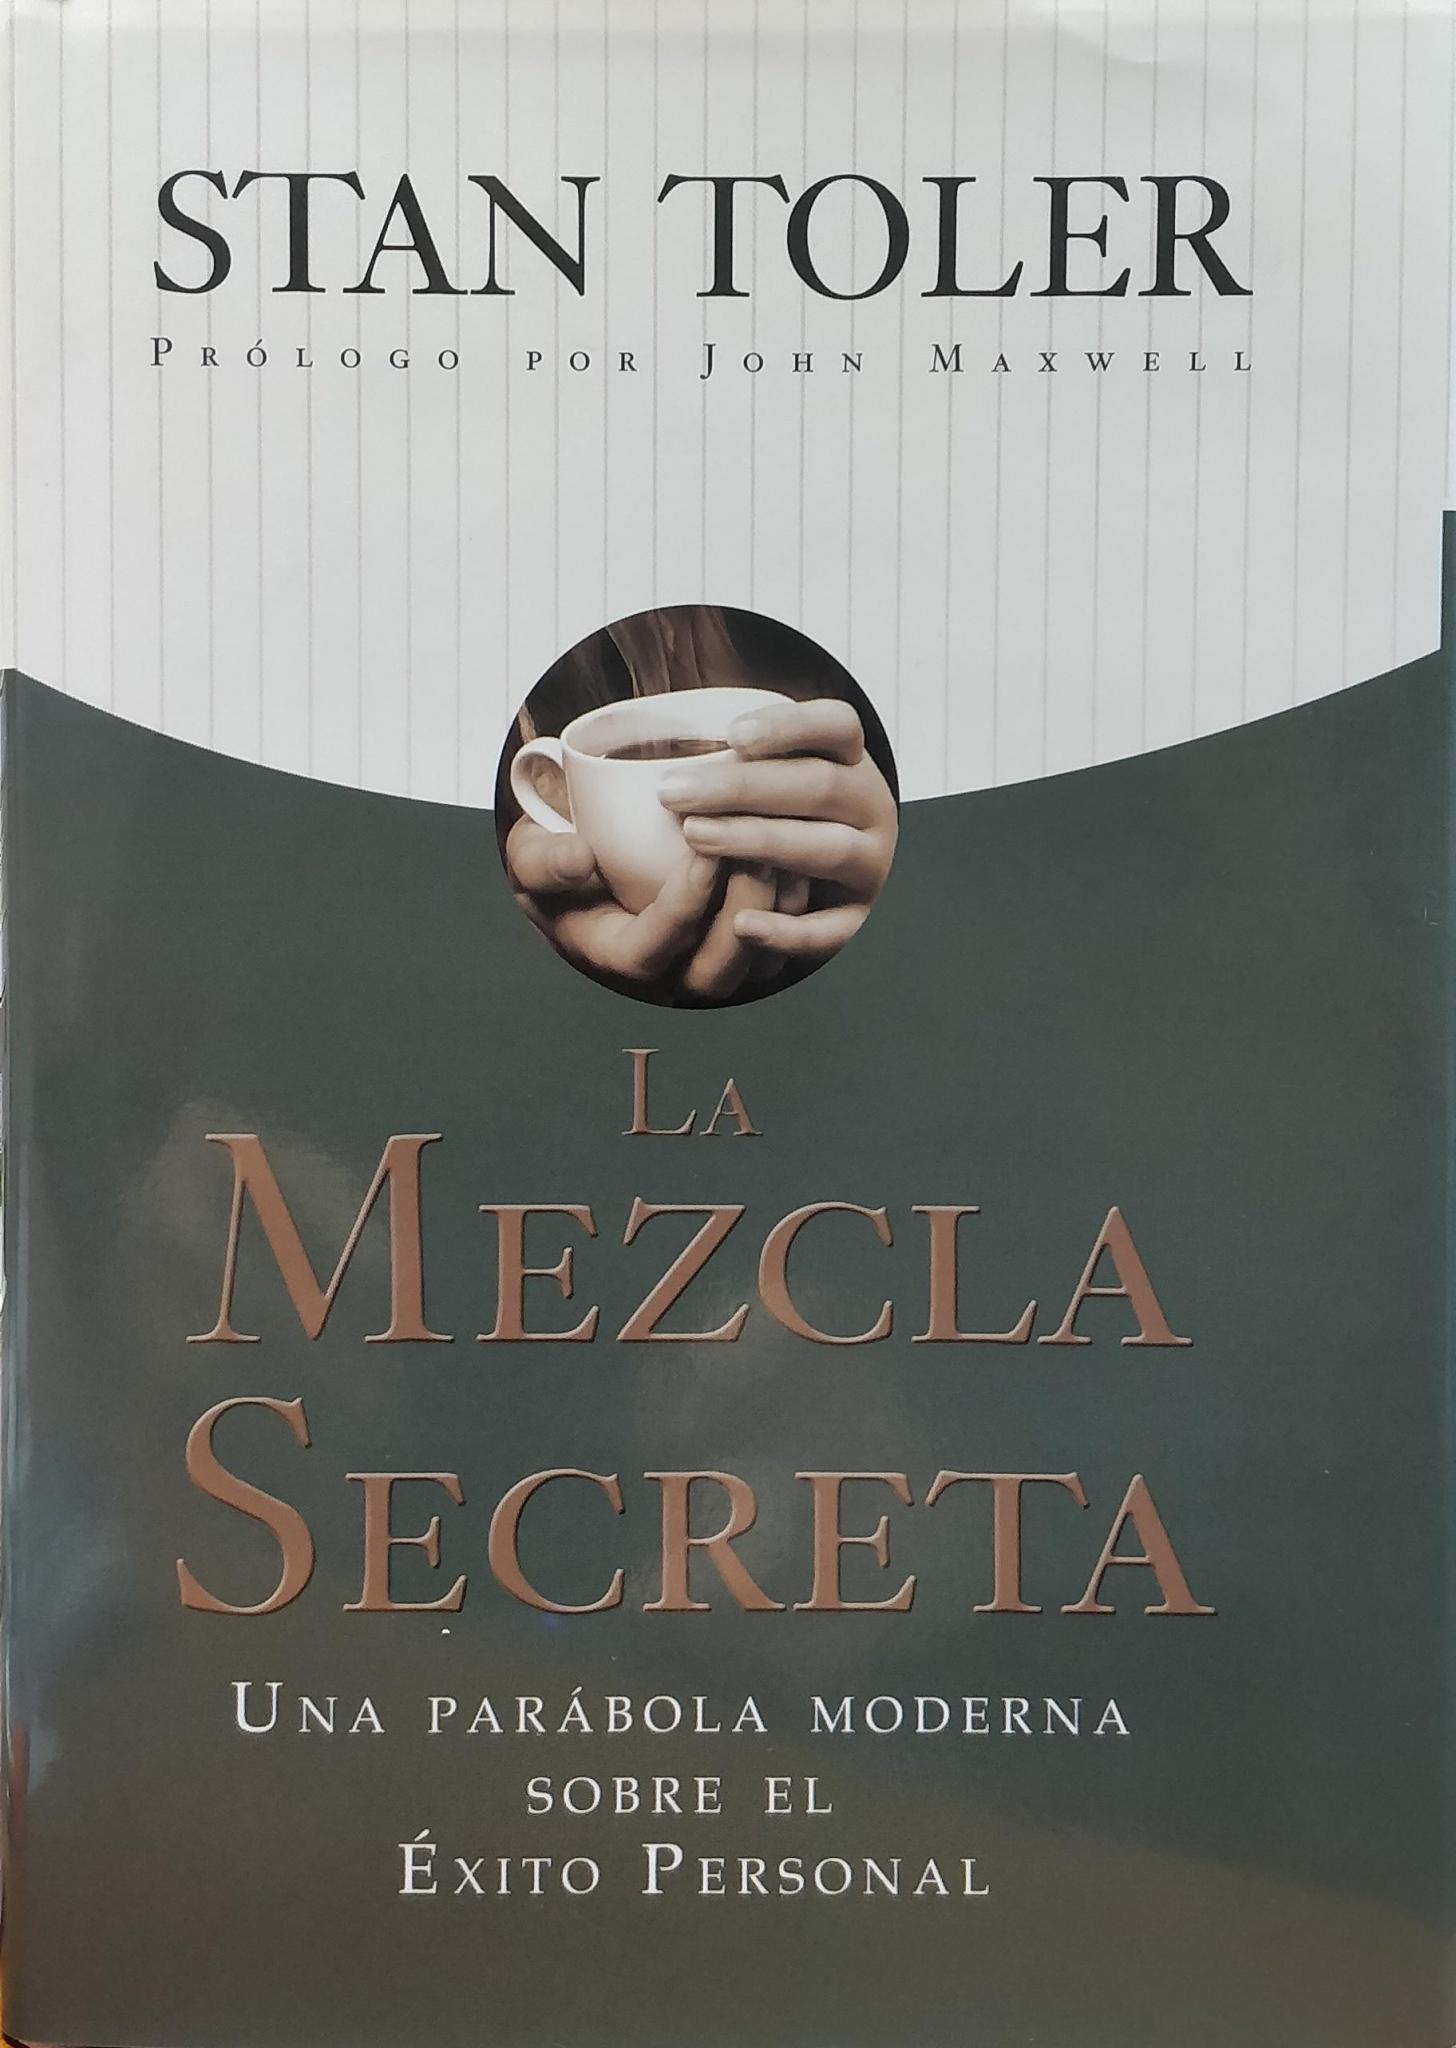 STAN TOLER
PRÓLOGO POR JOHN MAXWELL
LA
MEZCLA
SECRETA
UNA PARÁBOLA MODERNA
SOBRE EL
ÉXITO PERSONAL